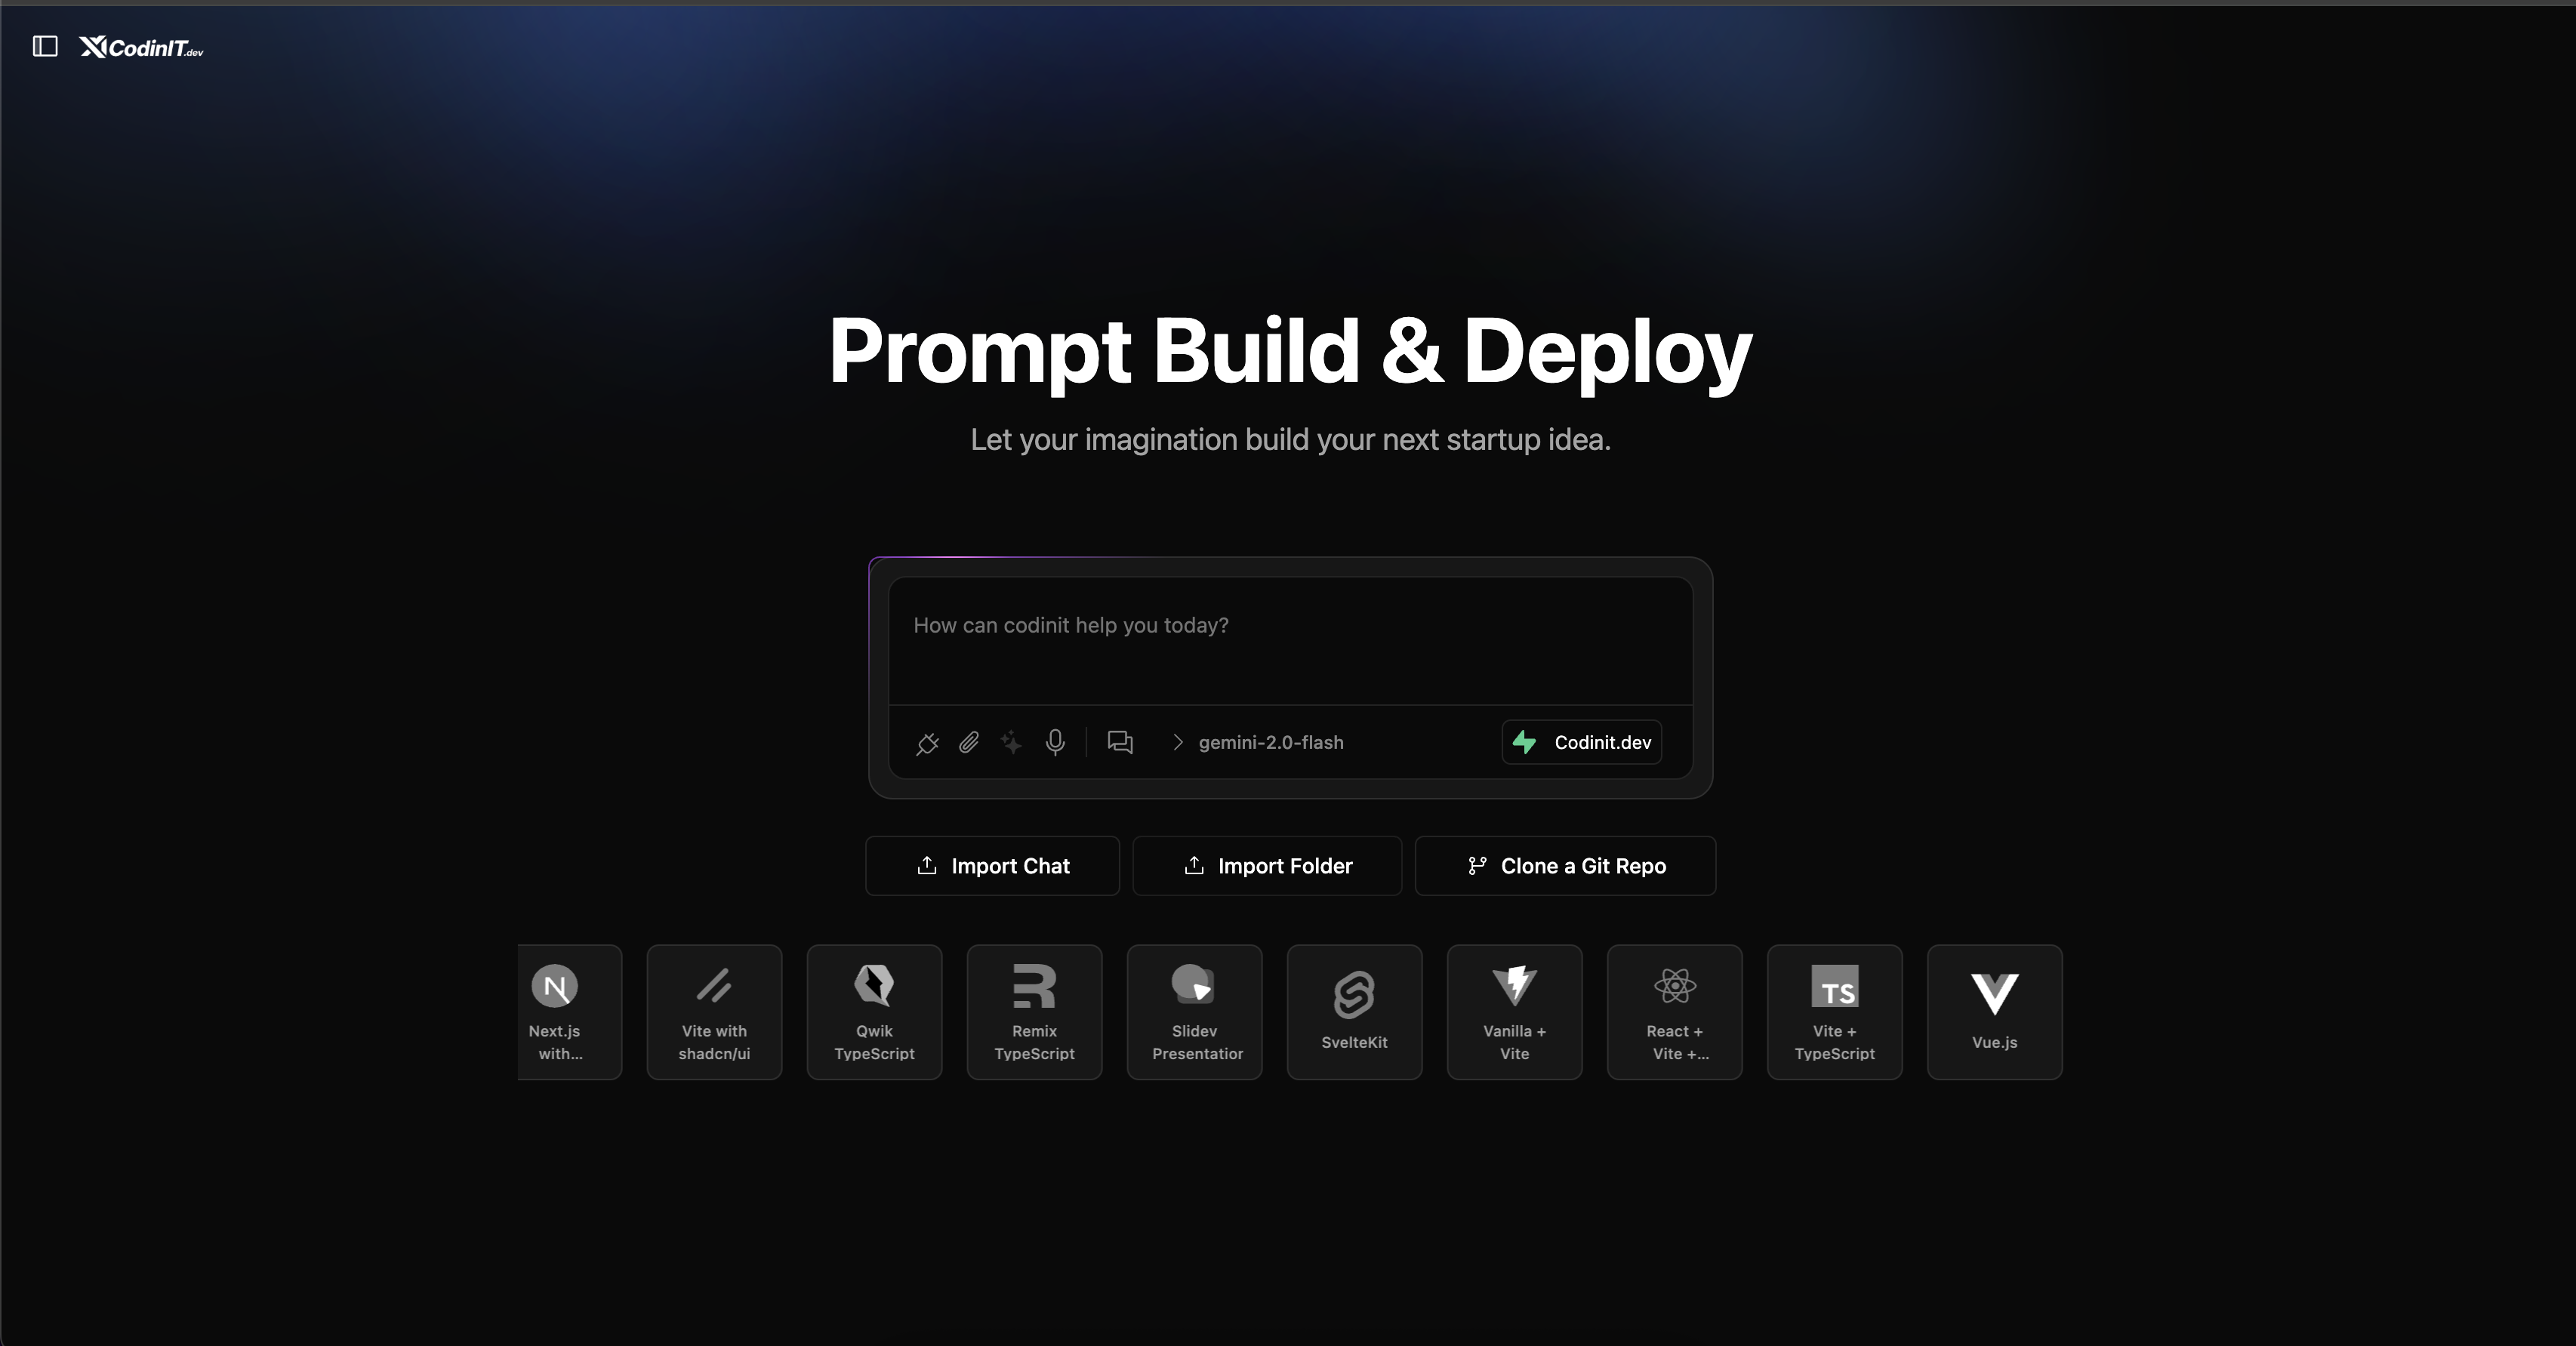 CodinIT.dev
Prompt Build & Deploy
Let your imagination build your next startup idea.
How can codinit help you today?
gemini-2.0-flash
Codinit.dev
Import Chat
Import Folder
Clone a Git Repo
N
Next.js
with...
Vite with
shadcn/ui
Qwik
TypeScript
Remix
TypeScript
Slidev
Presentatior
SvelteKit
Vanilla +
Vite
React +
Vite +...
TS
Vite +
TypeScript
Vue.js